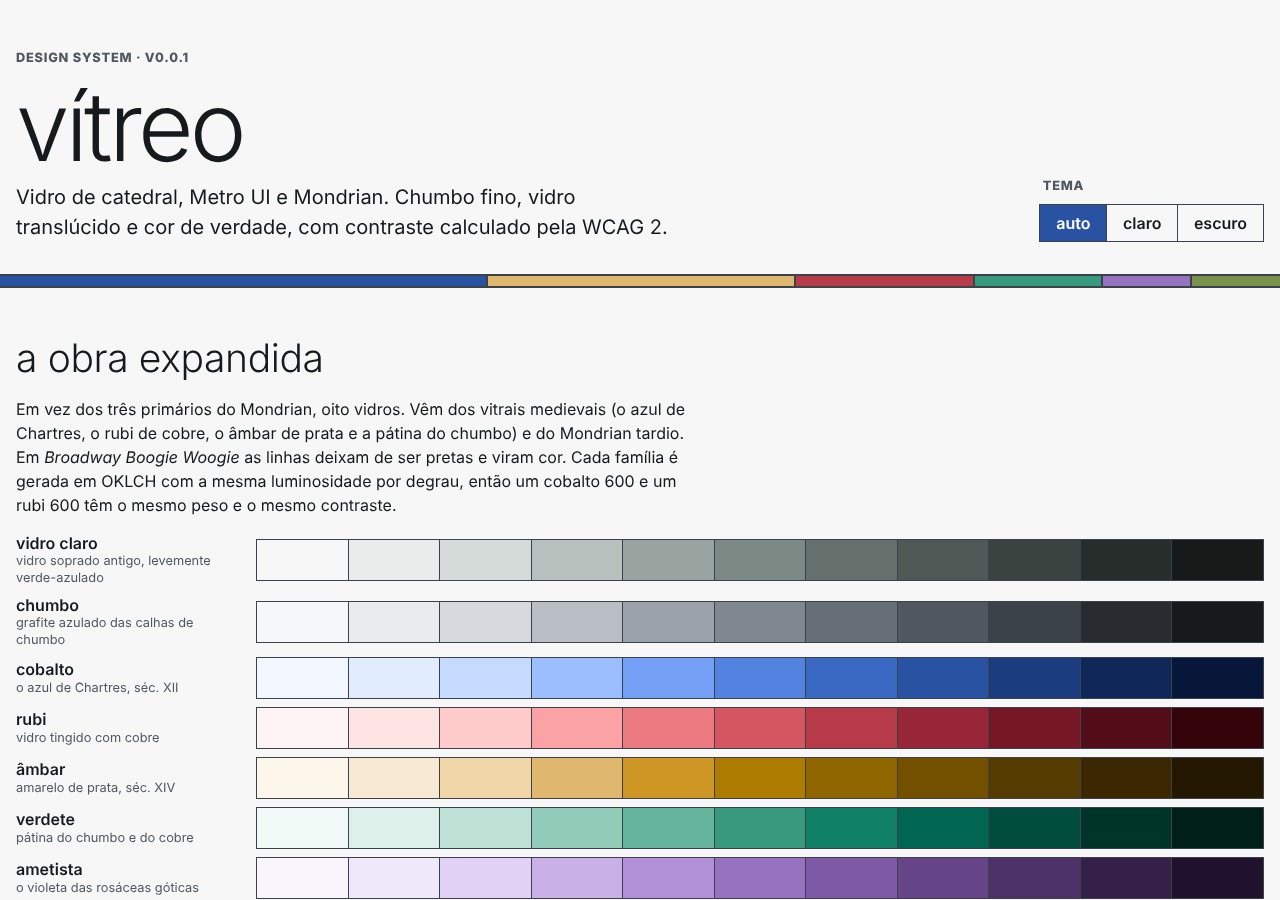 DESIGN SYSTEM · V0.0.1
vítreo
Vidro de catedral, Metro UI e Mondrian. Chumbo fino, vidro
translúcido e cor de verdade, com contraste calculado pela WCAG 2.
TEMA
auto claro escuro
a obra expandida
Em vez dos três primários do Mondrian, oito vidros. Vêm dos vitrais medievais (o azul de
Chartres, o rubi de cobre, o âmbar de prata e a pátina do chumbo) e do Mondrian tardio.
Em Broadway Boogie Woogie as linhas deixam de ser pretas e viram cor. Cada família é
gerada em OKLCH com a mesma luminosidade por degrau, então um cobalto 600 e um
rubi 600 têm o mesmo peso e o mesmo contraste.
vidro claro
vidro soprado antigo, levemente
verde-azulado
chumbo
grafite azulado das calhas de
chumbo
cobalto
o azul de Chartres, séc. XII
rubi
vidro tingido com cobre
âmbar
amarelo de prata, séc. XIV
verdete
pátina do chumbo e do cobre
ametista
o violeta das rosáceas góticas